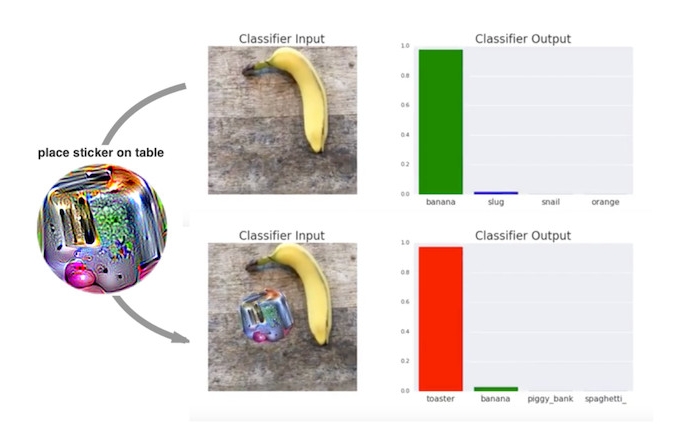 Classifier Input
Classifier Output
1.0
0.8
0.6
0.4
0.2
0.0
banana slug snail orange
place sticker on table
Classifier Input
Classifier Output
1.0
0.8
0.6
0.4
0.2
0.0
toaster banana piggy_bank spaghetti_